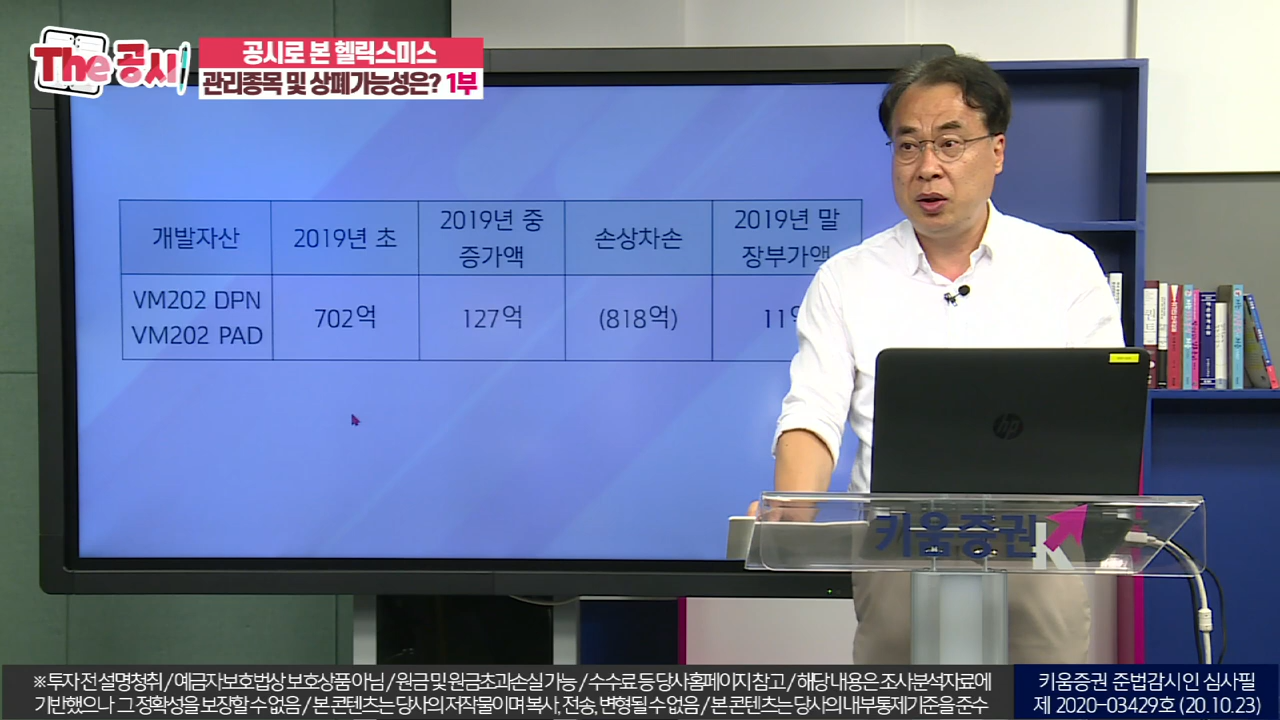 The 공시
공시로 본 헬릭스미스
관리종목 및 상폐가능성은? 1부
개발자산
2019년 초
2019년 중
증가액
손상차손
2019년 말
장부가액
VM202 DPN
VM202 PAD
702억
127억
(818억)
11억
hp
키움증권
※ 투자 전 설명청취 / 예금자보호법상 보호상품 아님 / 원금 및 원금초과손실 가능 / 수수료 등 당사홈페이지 참고 / 해당 내용은 조사분석자료에
기반했으나 그 정확성을 보장할 수 없음 / 본 콘텐츠는 당사의 저작물이며 복사, 전송, 변형될 수 없음 / 본 콘텐츠는 당사의 내부통제기준을 준수
키움증권 준법감시인 심사필
제 2020-03429호 (20.10.23)